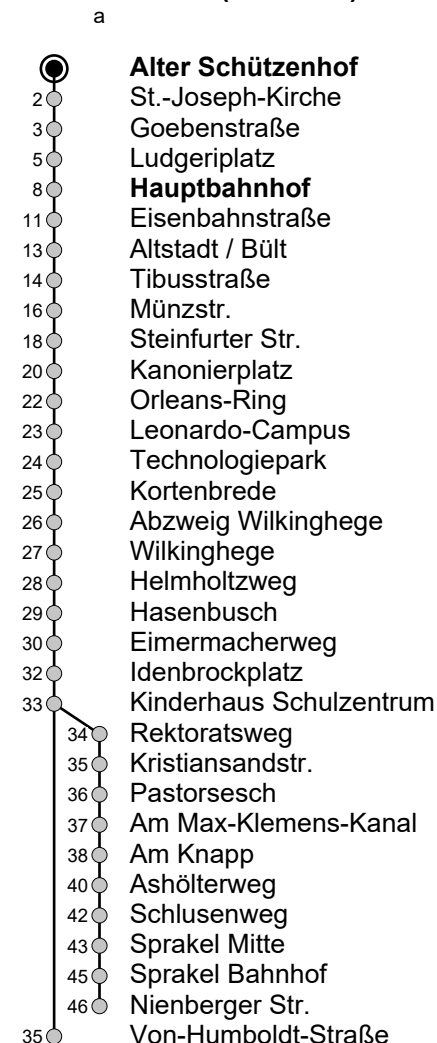 a
Alter Schützenhof
2 St.-Joseph-Kirche
3 Goebenstraße
5 Ludgeriplatz
8 Hauptbahnhof
11 Eisenbahnstraße
13 Altstadt / Bült
14 Tibusstraße
16 Münzstr.
18 Steinfurter Str.
20 Kanonierplatz
22 Orleans-Ring
23 Leonardo-Campus
24 Technologiepark
25 Kortenbrede
26 Abzweig Wilkinghege
27 Wilkinghege
28 Helmholtzweg
29 Hasenbusch
30 Eimermacherweg
32 Idenbrockplatz
33 Kinderhaus Schulzentrum
34 Rektoratsweg
35 Kristiansandstr.
36 Pastorsesch
37 Am Max-Klemens-Kanal
38 Am Knapp
40 Ashölterweg
42 Schlusenweg
43 Sprakel Mitte
45 Sprakel Bahnhof
46 Nienberger Str.
35 Von-Humboldt-Straße